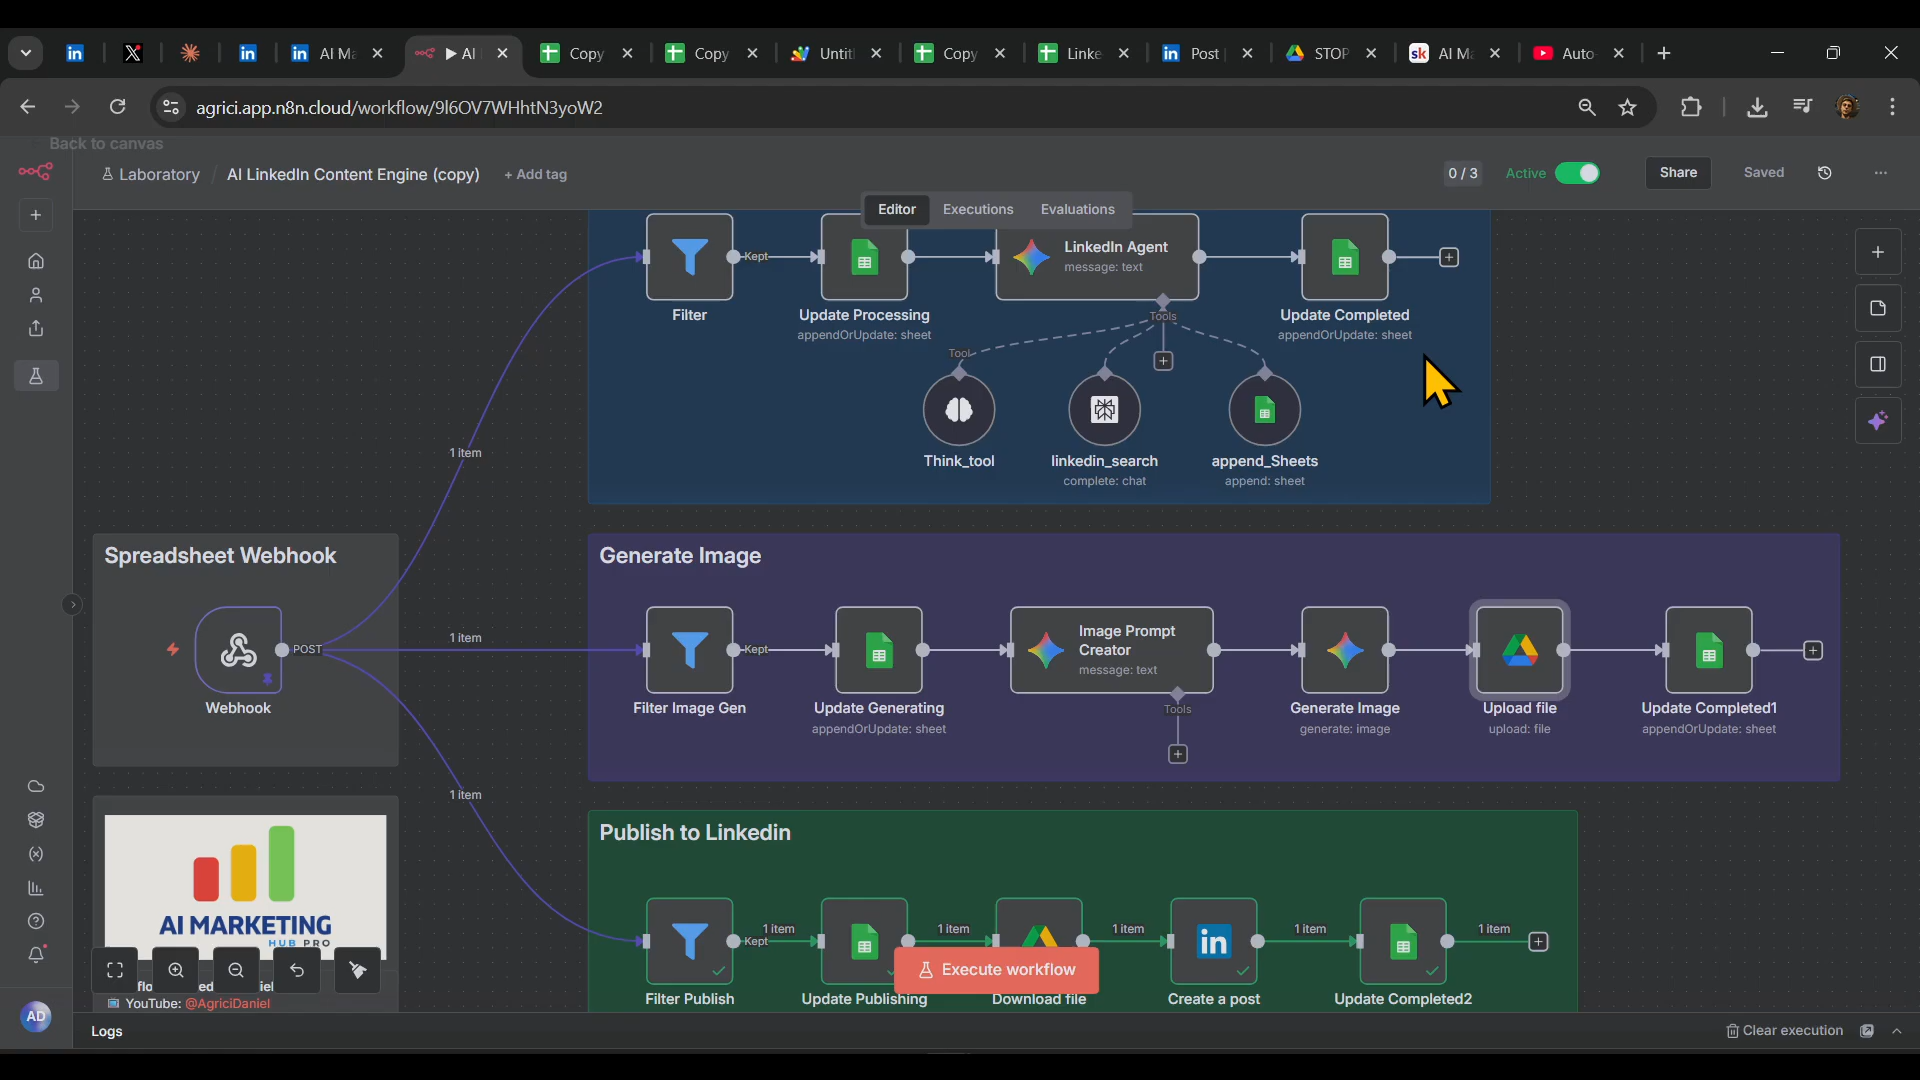 AI Ma
AI
Copy
Copy
Untit
Copy
Linke
Post
STOP
sk
AI Ma
Auto-
agrici.app.n8n.cloud/workflow/9l6OV7WHhtN3yoW2
Back to canvas
Laboratory / AI LinkedIn Content Engine (copy) + Add tag
0 / 3
Active
Share
Saved
Editor
Executions
Evaluations
Kept
LinkedIn Agent
message: text
Filter
Update Processing
appendOrUpdate: sheet
Tools
Update Completed
appendOrUpdate: sheet
Tool
1 item
Think_tool
linkedin_search
complete: chat
append_Sheets
append: sheet
Spreadsheet Webhook
POST
Webhook
1 item
1 item
Generate Image
Kept
Image Prompt
Creator
message: text
Filter Image Gen
Update Generating
appendOrUpdate: sheet
Tools
Generate Image
generate: image
Upload file
upload: file
Update Completed1
appendOrUpdate: sheet
AI MARKETING
HUB PRO
YouTube: @AgriciDaniel
Publish to Linkedin
Kept
1 item
1 item
1 item
1 item
1 item
in
Filter Publish
Update Publishing
Download file
Create a post
Update Completed2
Execute workflow
AD
Logs
Clear execution